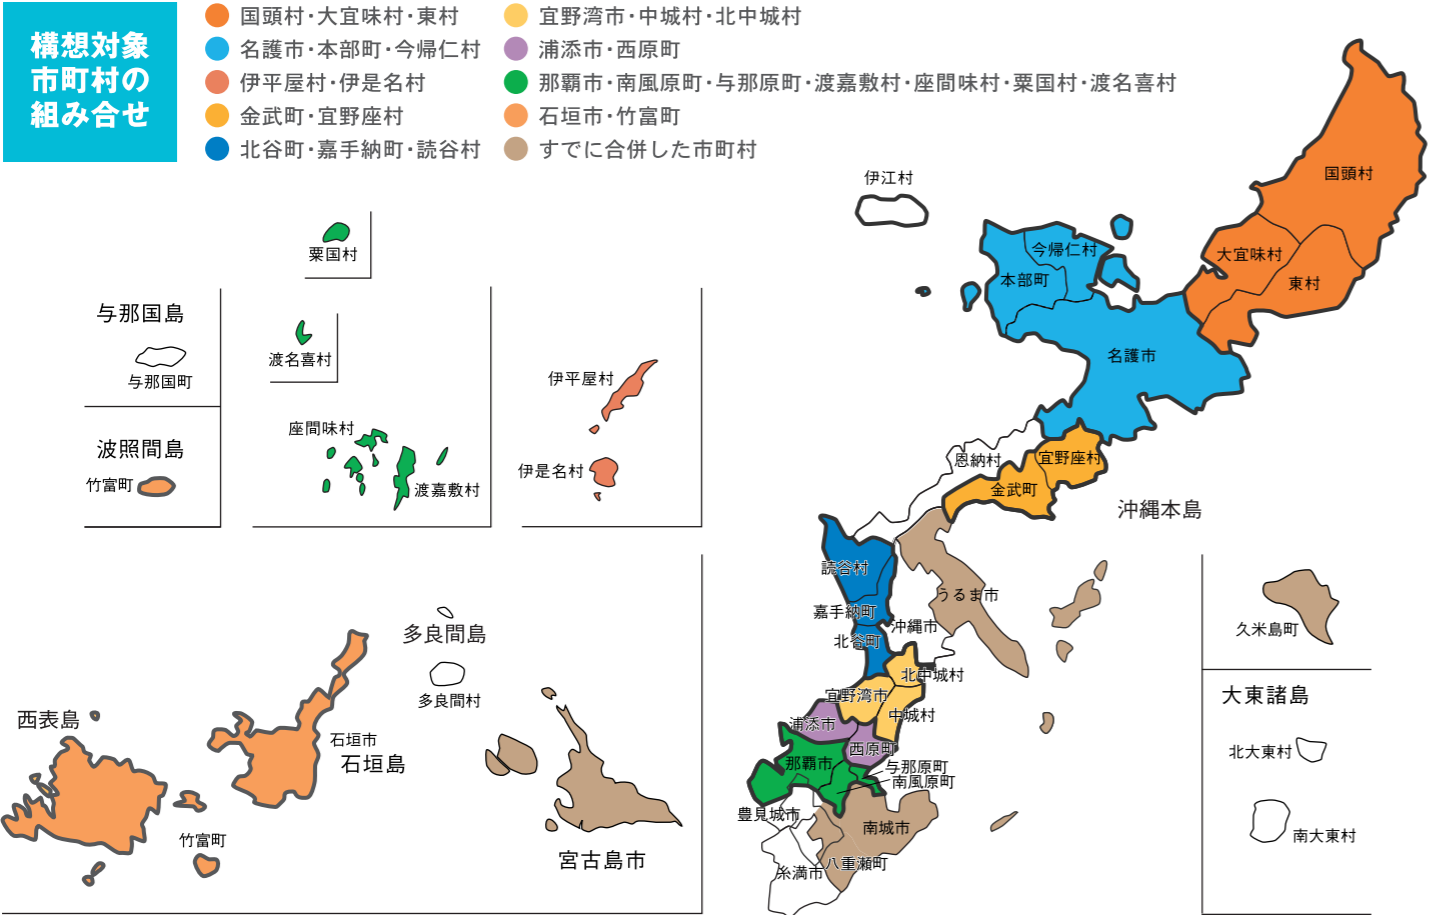 構想対象
市町村の
組み合せ
国頭村・大宜味村・東村
名護市・本部町・今帰仁村
伊平屋村・伊是名村
金武町・宜野座村
北谷町・嘉手納町・読谷村
宜野湾市・中城村・北中城村
浦添市・西原町
那覇市・南風原町・与那原町・渡嘉敷村・座間味村・粟国村・渡名喜村
石垣市・竹富町
すでに合併した市町村
粟国村
与那国島
与那国町
渡名喜村
波照間島
竹富町
座間味村
渡嘉敷村
伊平屋村
伊是名村
伊江村
国頭村
大宜味村
東村
今帰仁村
本部町
名護市
恩納村
宜野座村
金武町
沖縄本島
読谷村
嘉手納町
北谷町
うるま市
沖縄市
北中城村
宜野湾市
中城村
浦添市
西原町
那覇市
与那原町
南風原町
豊見城市
南城市
八重瀬町
糸満市
久米島町
大東諸島
北大東村
南大東村
多良間島
多良間村
西表島
石垣市
石垣島
竹富町
宮古島市